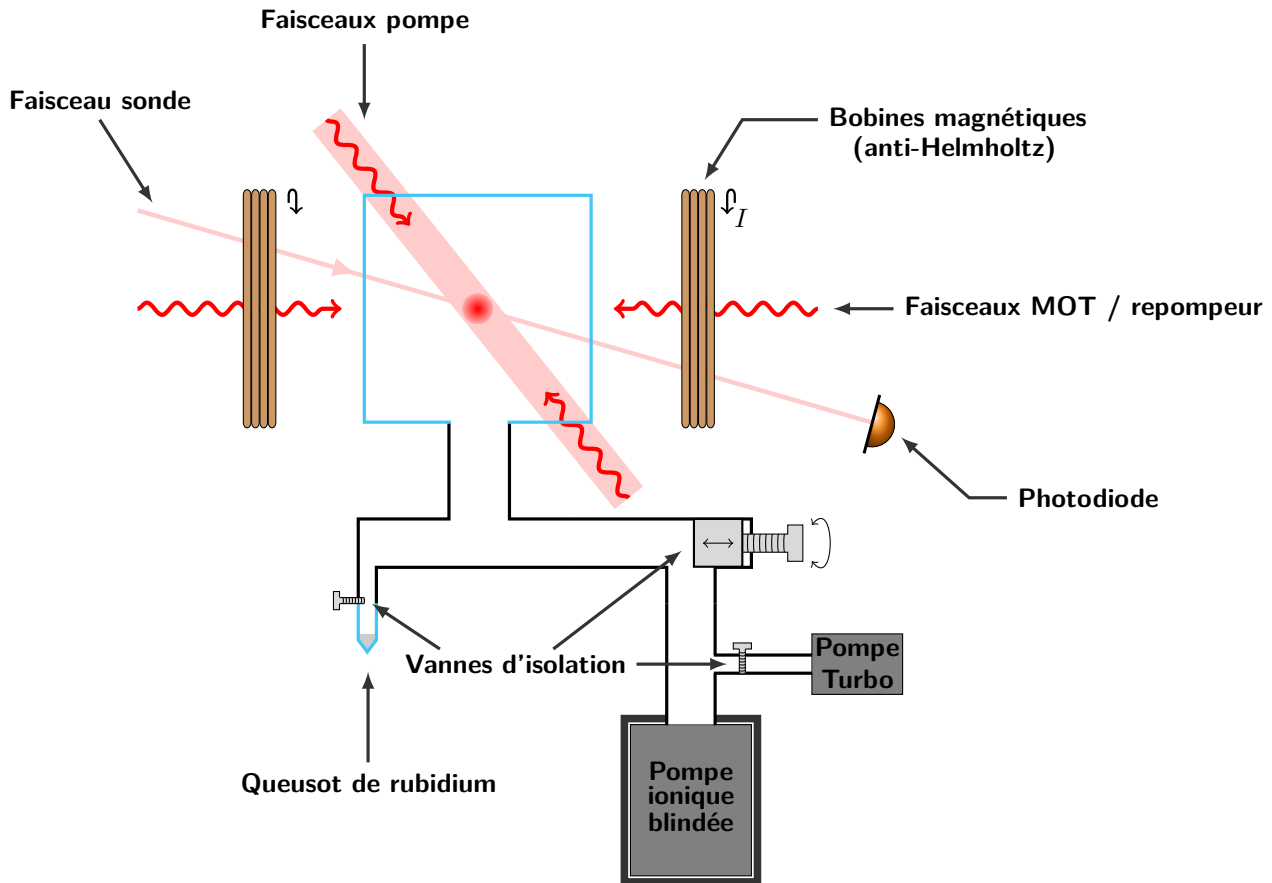 Faisceaux pompe
Faisceau sonde
Bobines magnétiques
(anti-Helmholtz)
I
Faisceaux MOT / repompeur
Photodiode
Vannes d'isolation
Pompe
Turbo
Queusot de rubidium
Pompe
ionique
blindée